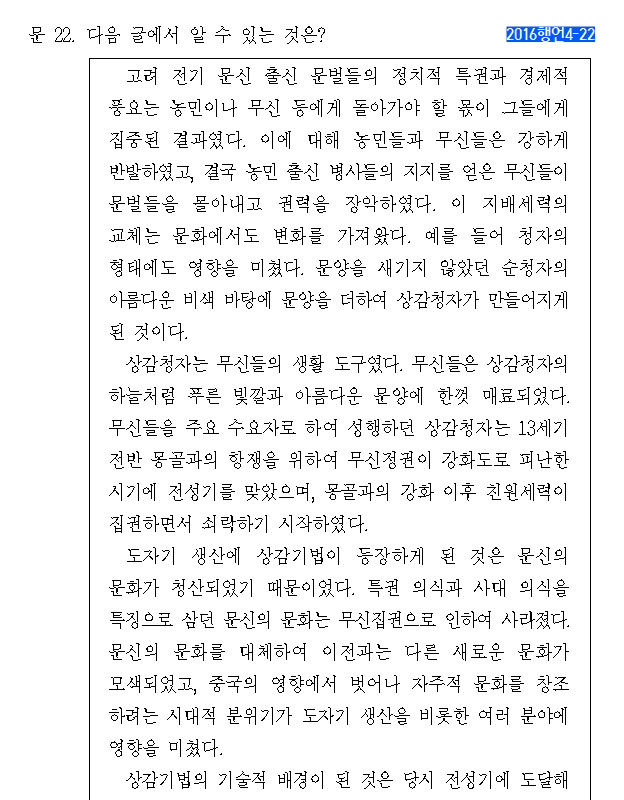 문 22. 다음 글에서 알 수 있는 것은?
2016행언4-22
고려 전기 문신 출신 문벌들의 정치적 특권과 경제적
풍요는 농민이나 무신 등에게 돌아가야 할 몫이 그들에게
집중된 결과였다. 이에 대해 농민들과 무신들은 강하게
반발하였고, 결국 농민 출신 병사들의 지지를 얻은 무신들이
문벌들을 몰아내고 권력을 장악하였다. 이 지배세력의
교체는 문화에서도 변화를 가져왔다. 예를 들어 청자의
형태에도 영향을 미쳤다. 문양을 새기지 않았던 순청자의
아름다운 비색 바탕에 문양을 더하여 상감청자가 만들어지게
된 것이다.
상감청자는 무신들의 생활 도구였다. 무신들은 상감청자의
하늘처럼 푸른 빛깔과 아름다운 문양에 한껏 매료되었다.
무신들을 주요 수요자로 하여 성행하던 상감청자는 13세기
전반 몽골과의 항쟁을 위하여 무신정권이 강화도로 피난한
시기에 전성기를 맞았으며, 몽골과의 강화 이후 친원세력이
집권하면서 쇠락하기 시작하였다.
도자기 생산에 상감기법이 등장하게 된 것은 문신의
문화가 청산되었기 때문이었다. 특권 의식과 사대 의식을
특징으로 삼던 문신의 문화는 무신집권으로 인하여 사라졌다.
문신의 문화를 대체하여 이전과는 다른 새로운 문화가
모색되었고, 중국의 영향에서 벗어나 자주적 문화를 창조
하려는 시대적 분위기가 도자기 생산을 비롯한 여러 분야에
영향을 미쳤다.
상감기법의 기술적 배경이 된 것은 당시 전성기에 도달해